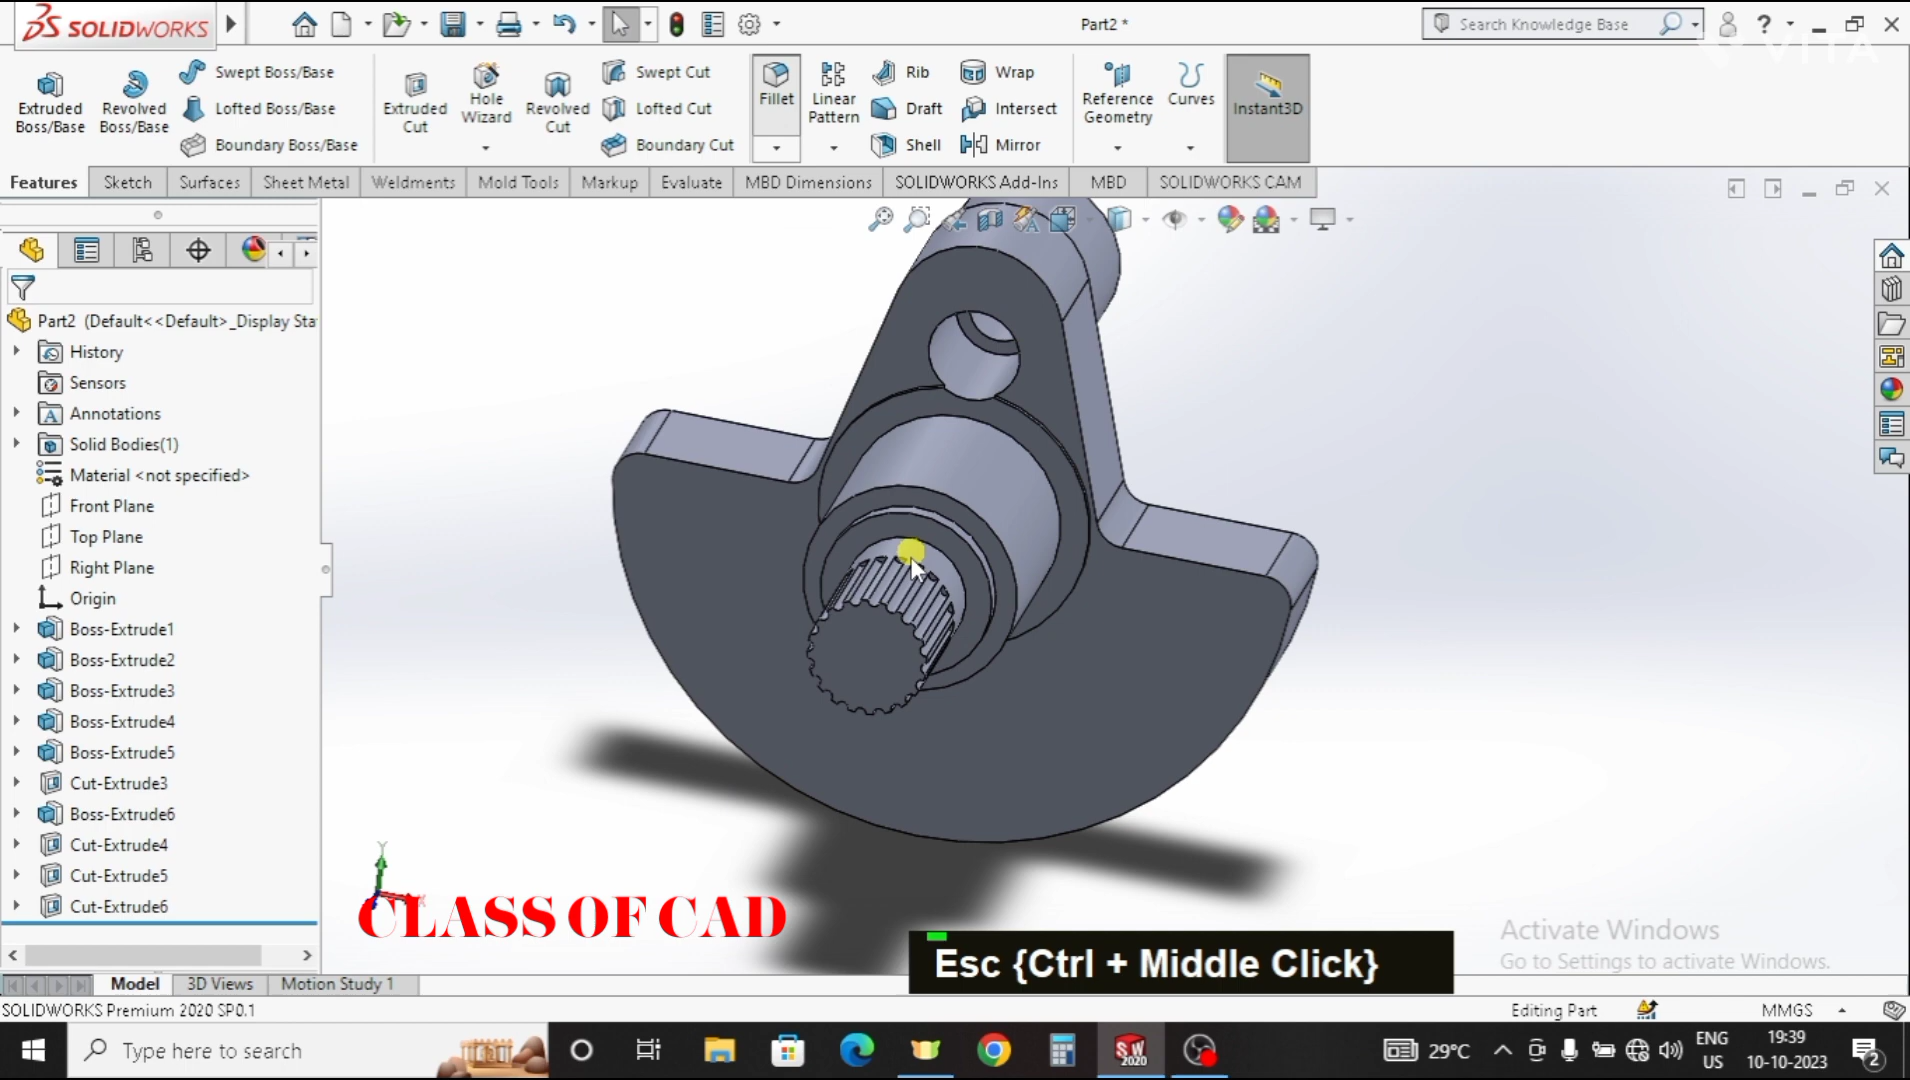 SOLIDWORKS
Part2 *
Search Knowledge Base
?
VITA
Extruded Boss/Base
Revolved Boss/Base
Swept Boss/Base
Lofted Boss/Base
Boundary Boss/Base
Extruded Cut
Hole Wizard
Revolved Cut
Swept Cut
Lofted Cut
Boundary Cut
Fillet
Linear Pattern
Rib
Draft
Shell
Wrap
Intersect
Mirror
Reference Geometry
Curves
Instant3D
Features
Sketch
Surfaces
Sheet Metal
Weldments
Mold Tools
Markup
Evaluate
MBD Dimensions
SOLIDWORKS Add-Ins
MBD
SOLIDWORKS CAM
Part2 (Default<<Default>_Display Sta
History
Sensors
Annotations
Solid Bodies(1)
Material <not specified>
Front Plane
Top Plane
Right Plane
Origin
Boss-Extrude1
Boss-Extrude2
Boss-Extrude3
Boss-Extrude4
Boss-Extrude5
Cut-Extrude3
Boss-Extrude6
Cut-Extrude4
Cut-Extrude5
Cut-Extrude6
Y
CLASS OF CAD
Esc {Ctrl + Middle Click}
Activate Windows
Go to Settings to activate Windows.
Model
3D Views
Motion Study 1
SOLIDWORKS Premium 2020 SP0.1
Editing Part
MMGS
Type here to search
SW
2020
29°C
ENG
US
19:39
10-10-2023
2